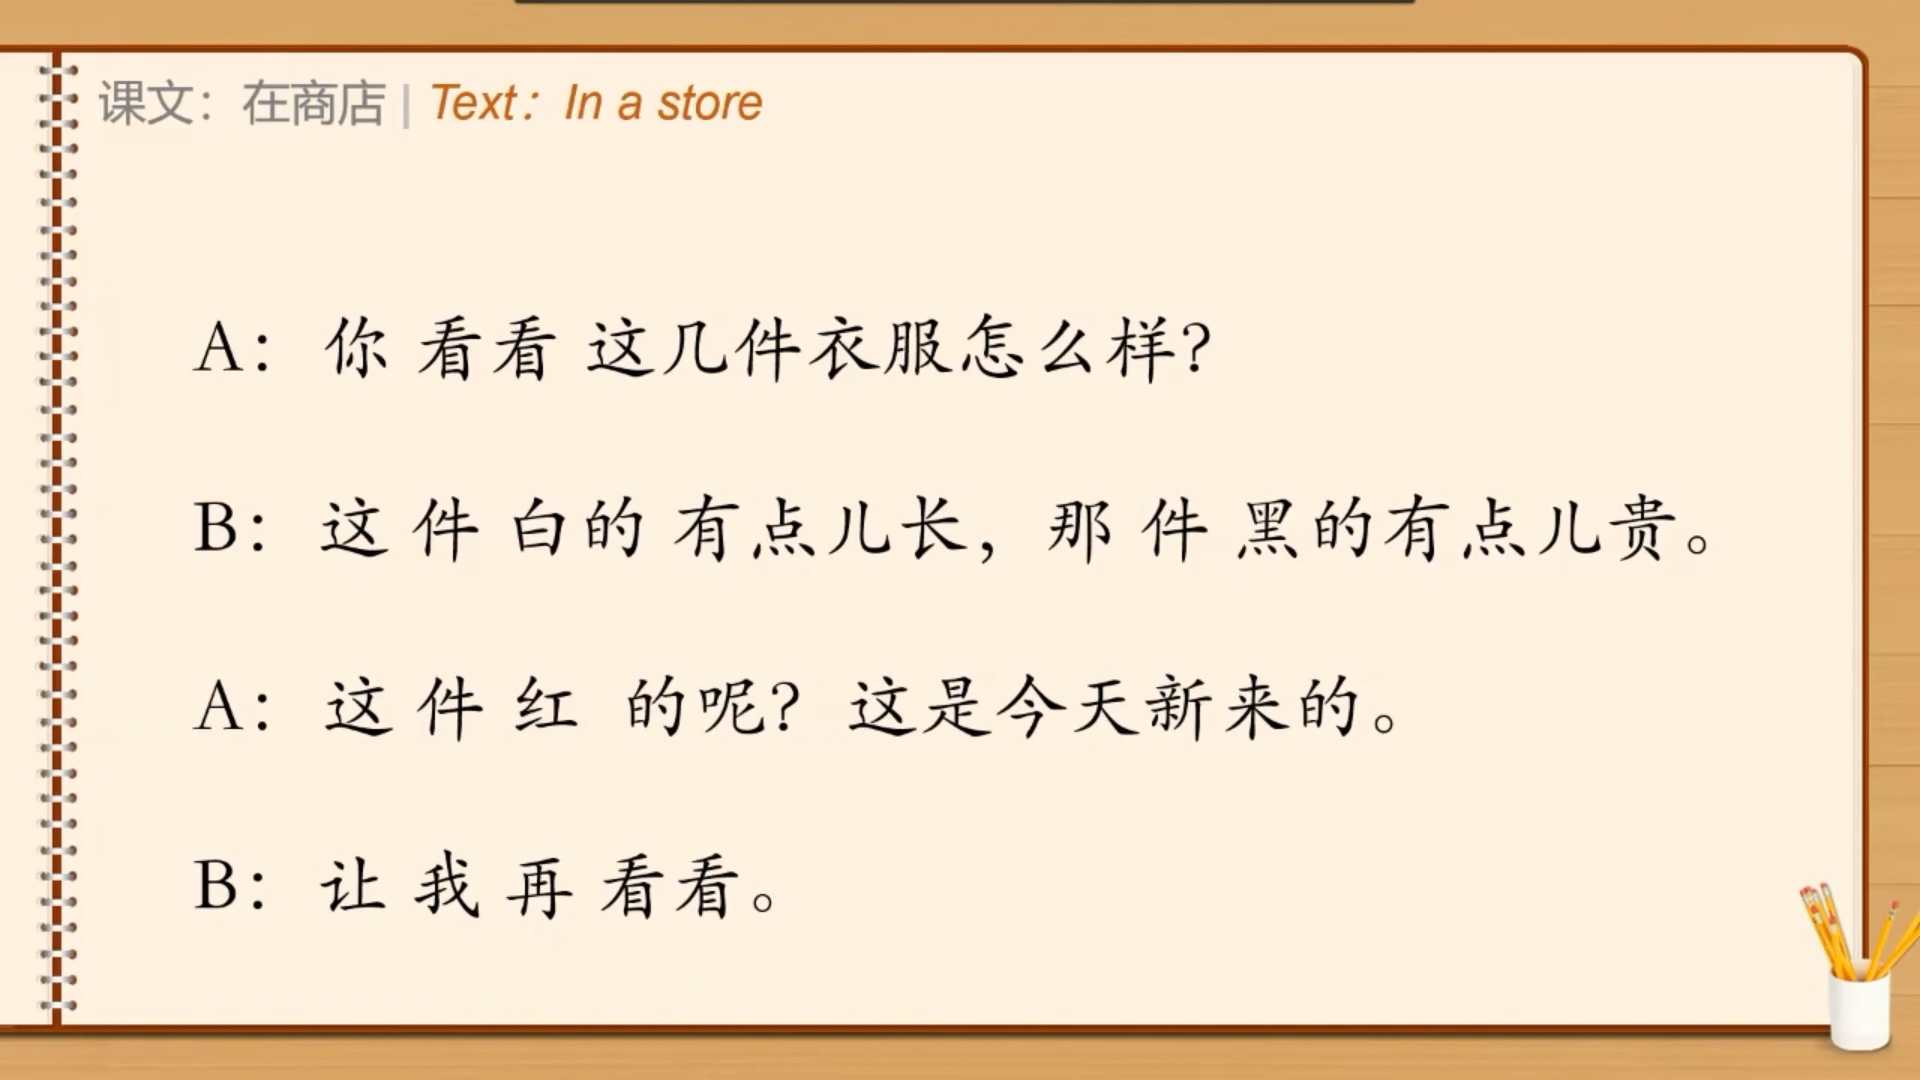 课文：在商店 | Text：In a store
A：你 看看 这几件衣服怎么样？
B：这 件 白的 有点儿长，那 件 黑的有点儿贵。
A：这 件 红 的呢？这是今天新来的。
B：让 我 再 看看。